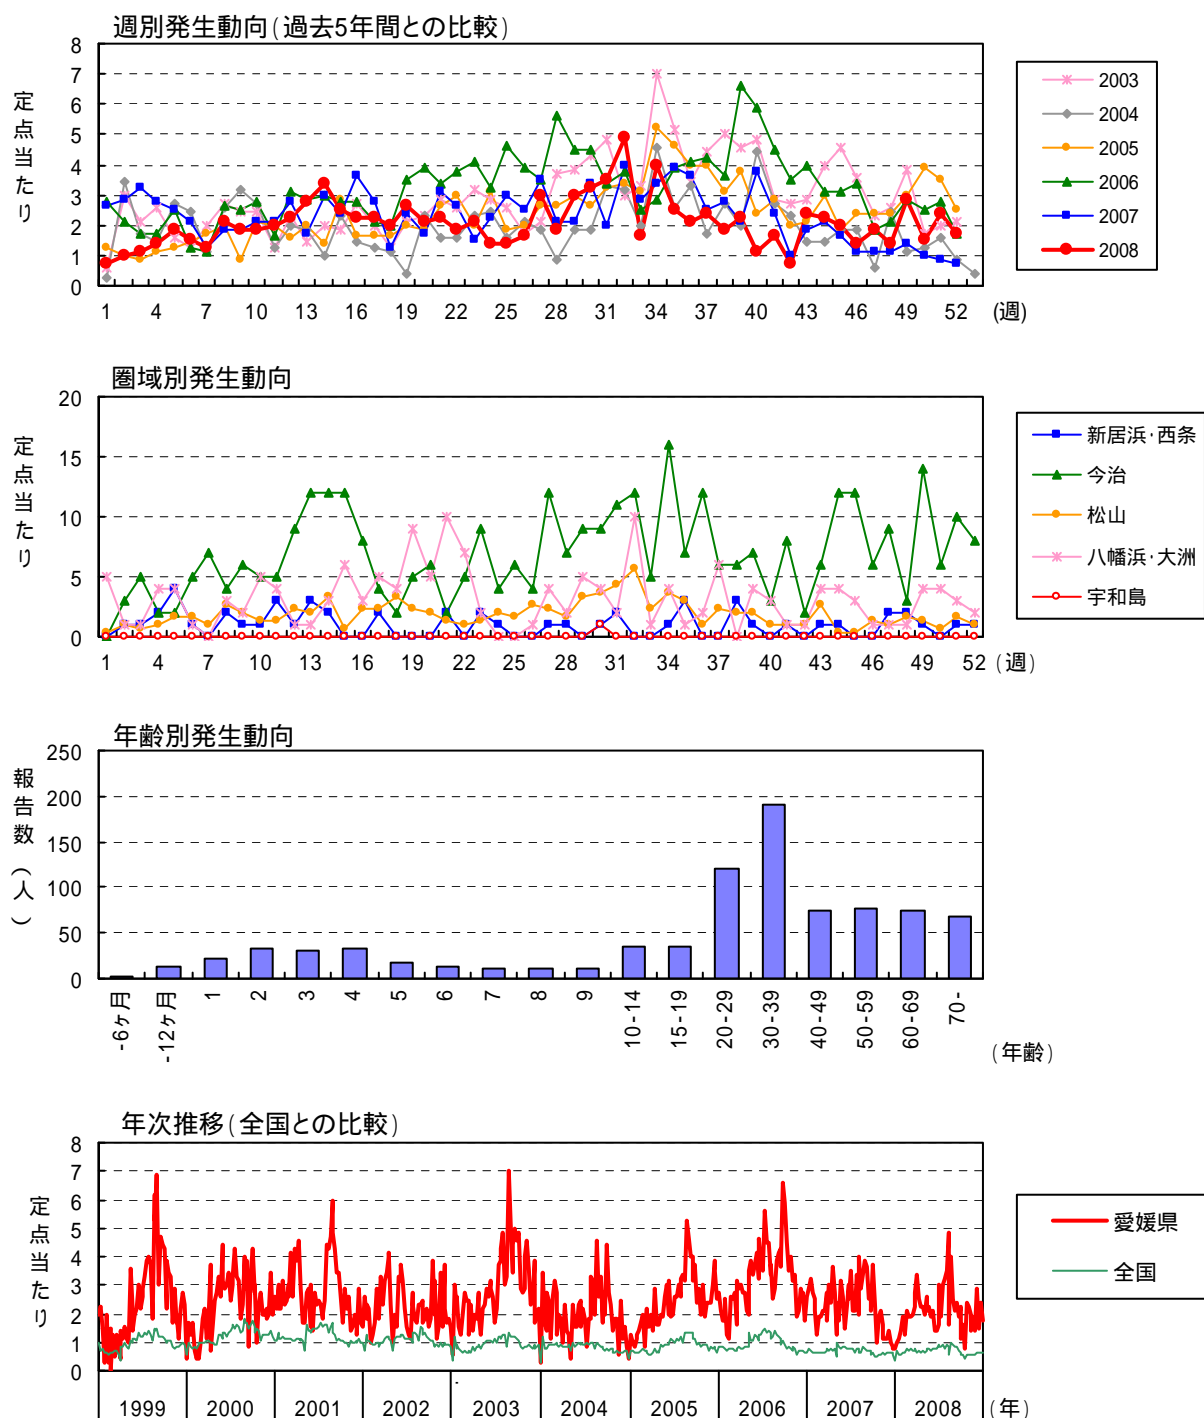 週別発生動向(過去5年間との比較)
定点当たり
8
7
6
5
4
3
2
1
0
1 4 7 10 13 16 19 22 25 28 31 34 37 40 43 46 49 52 (週)
2003
2004
2005
2006
2007
2008
圏域別発生動向
定点当たり
20
15
10
5
0
1 4 7 10 13 16 19 22 25 28 31 34 37 40 43 46 49 52 (週)
新居浜・西条
今治
松山
八幡浜・大洲
宇和島
年齢別発生動向
報告数(人)
250
200
150
100
50
0
-6ヶ月 -12ヶ月 1 2 3 4 5 6 7 8 9 10-14 15-19 20-29 30-39 40-49 50-59 60-69 70-
(年齢)
年次推移(全国との比較)
定点当たり
8
7
6
5
4
3
2
1
0
1999 2000 2001 2002 2003 2004 2005 2006 2007 2008 (年)
愛媛県
全国